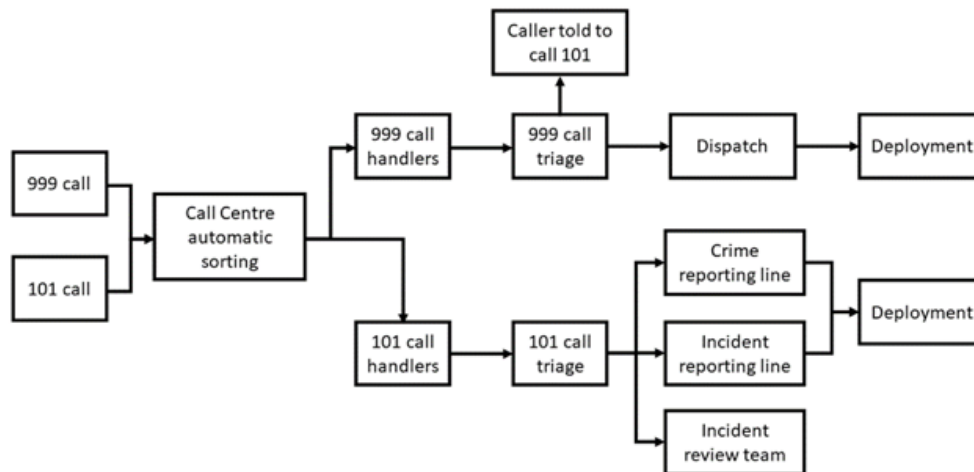 Caller told to
call 101
999 call
handlers
999 call
triage
Dispatch
Deployment
999 call
Call Centre
automatic
sorting
101 call
Crime
reporting line
Deployment
101 call
handlers
101 call
triage
Incident
reporting line
Incident
review team